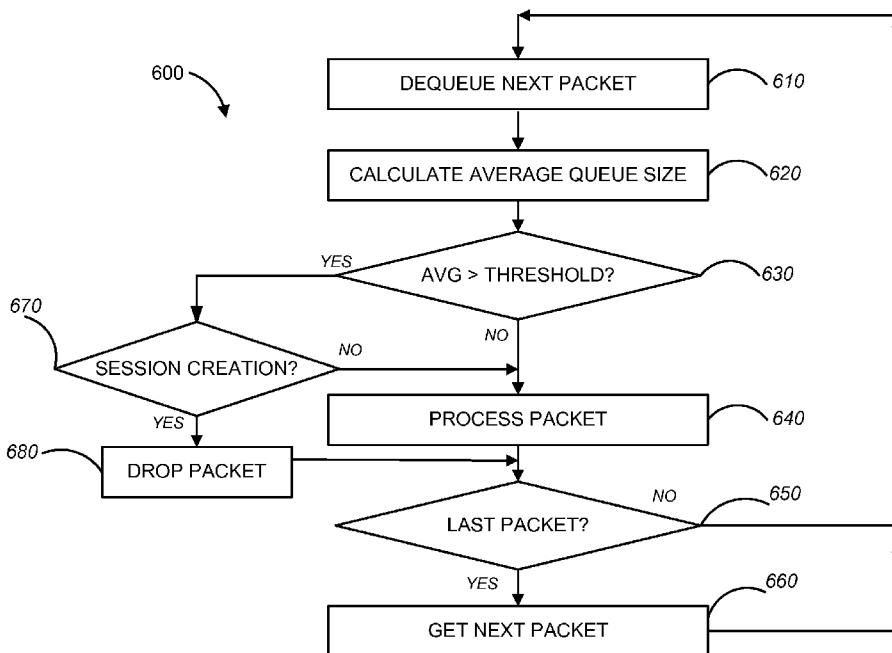 600
DEQUEUE NEXT PACKET
610
CALCULATE AVERAGE QUEUE SIZE
620
YES
AVG > THRESHOLD?
630
670
NO
SESSION CREATION?
NO
YES
PROCESS PACKET
640
680
DROP PACKET
NO
650
LAST PACKET?
YES
660
GET NEXT PACKET